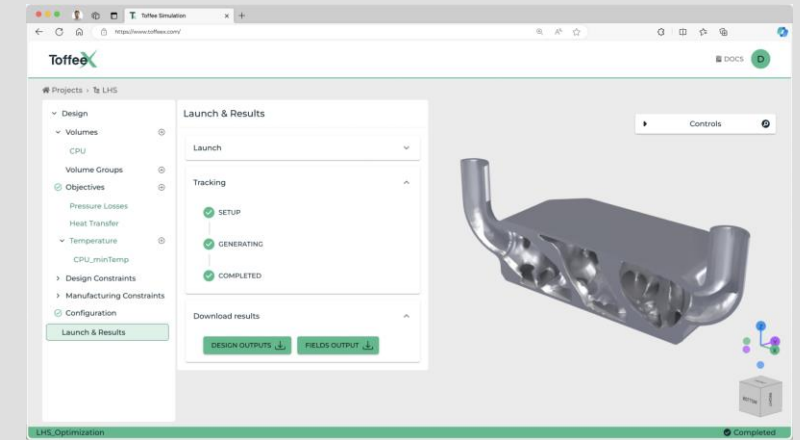 Toffee Simulation
https://www.toffeex.com/
ToffeeX
DOCS
D
Projects > LHS
Design
Volumes
CPU
Volume Groups
Objectives
Pressure Losses
Heat Transfer
Temperature
CPU_minTemp
Design Constraints
Manufacturing Constraints
Configuration
Launch & Results
Launch & Results
Launch
Tracking
SETUP
GENERATING
COMPLETED
Download results
DESIGN OUTPUTS
FIELDS OUTPUT
Controls
LHS_Optimization
Completed